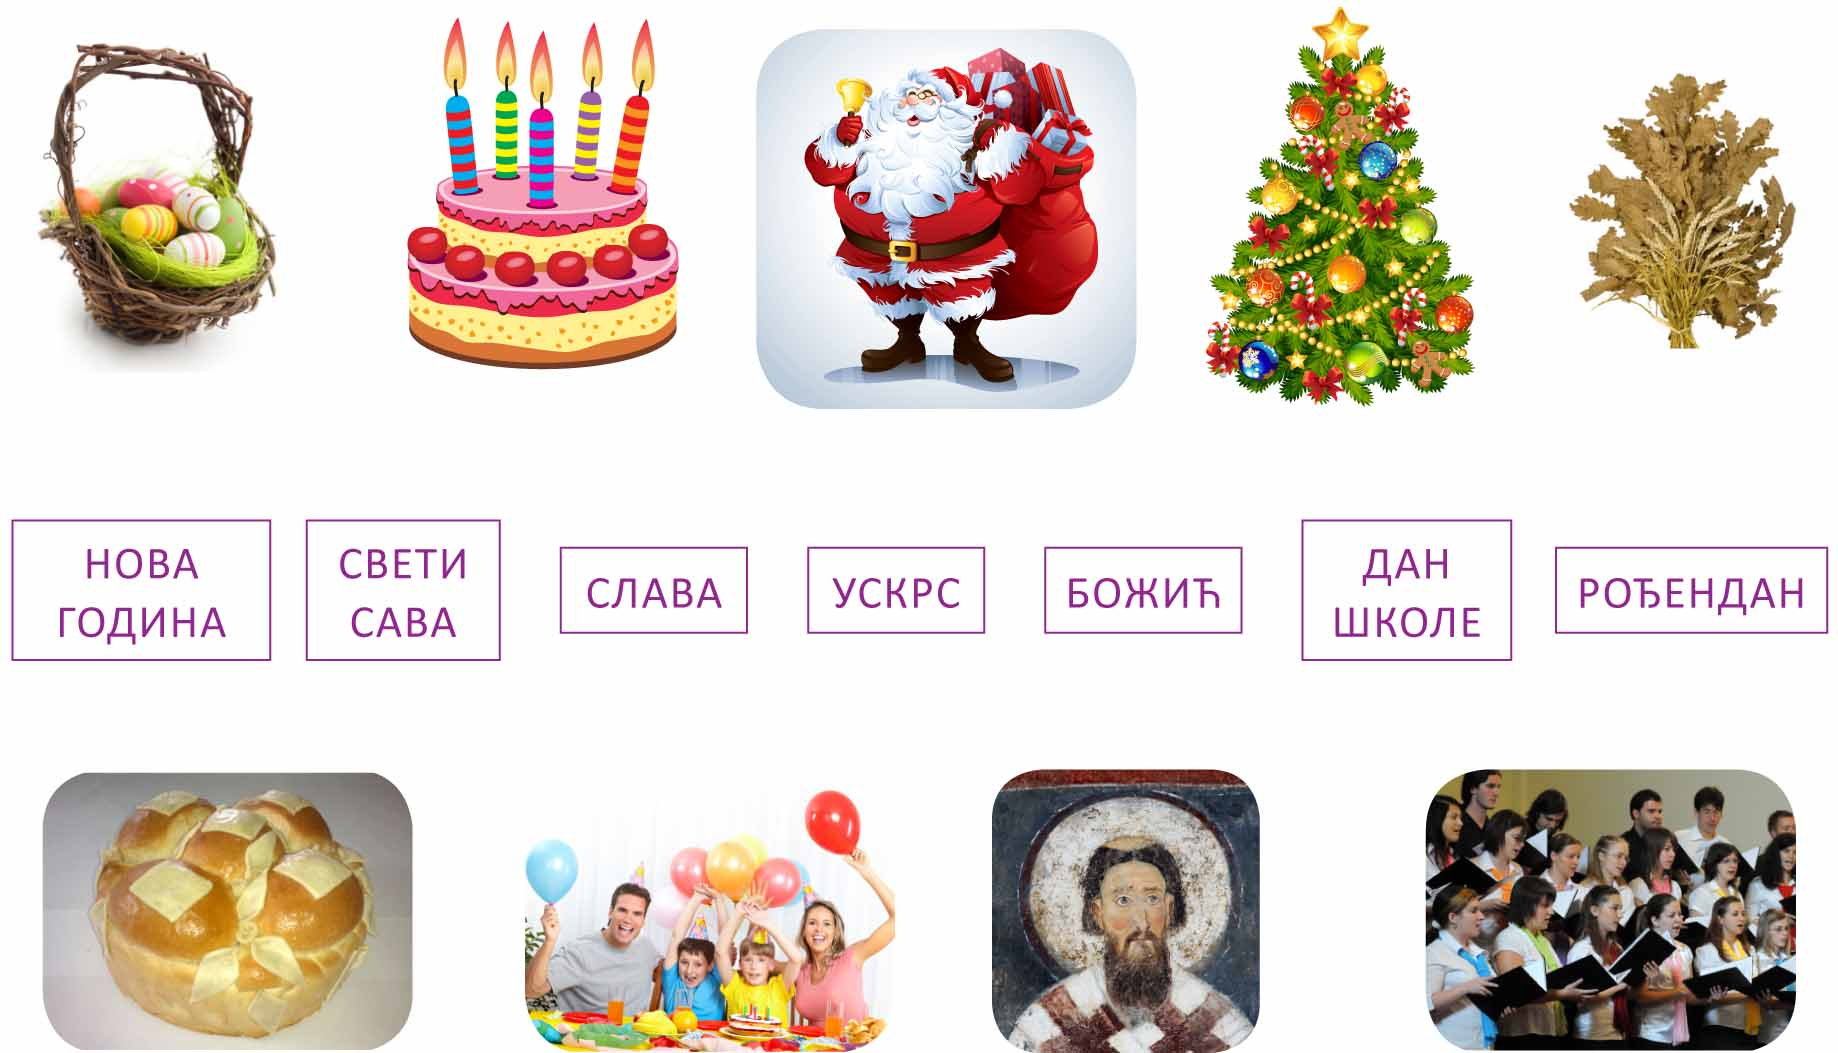 НОВА
ГОДИНА
СВЕТИ
САВА
СЛАВА
УСКРС
БОЖИЋ
ДАН
ШКОЛЕ
РОЂЕНДАН